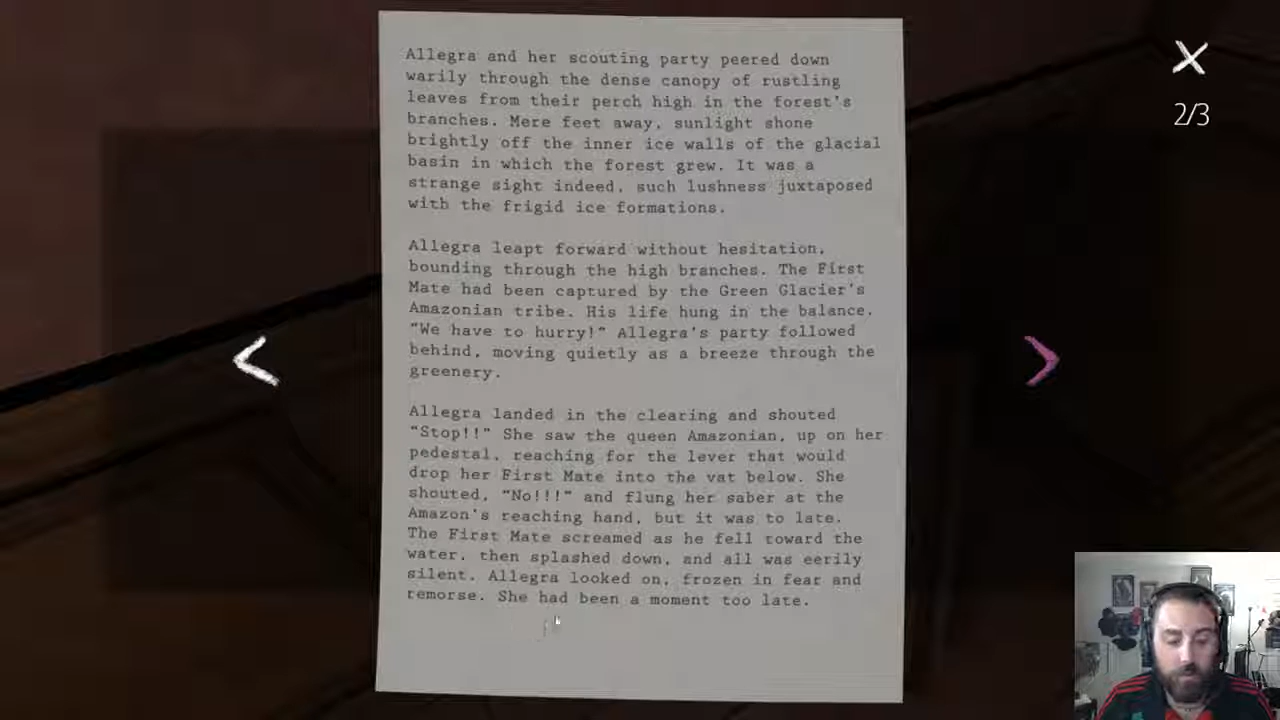 Allegra and her scouting party peered down
warily through the dense canopy of rustling
leaves from their perch high in the forest's
branches. Mere feet away, sunlight shone
brightly off the inner ice walls of the glacial
basin in which the forest grew. It was a
strange sight indeed, such lushness juxtaposed
with the frigid ice formations.
Allegra leapt forward without hesitation,
bounding through the high branches. The First
Mate had been captured by the Green Glacier's
Amazonian tribe. His life hung in the balance.
"We have to hurry!" Allegra's party followed
behind, moving quietly as a breeze through the
greenery.
Allegra landed in the clearing and shouted
"Stop!!" She saw the queen Amazonian, up on her
pedestal, reaching for the lever that would
drop her First Mate into the vat below. She
shouted, "No!!!" and flung her saber at the
Amazon's reaching hand, but it was to late.
The First Mate screamed as he fell toward the
water, then splashed down, and all was eerily
silent. Allegra looked on, frozen in fear and
remorse. She had been a moment too late.
2/3